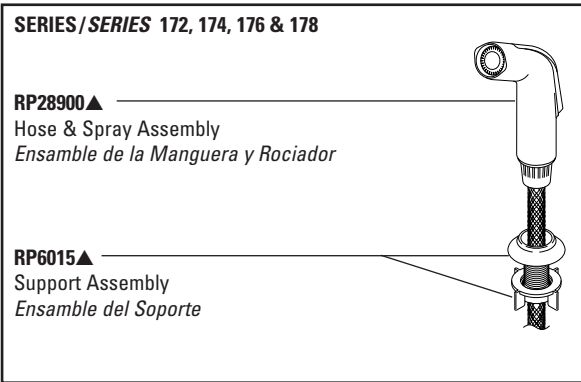 SERIES/SERIES 172, 174, 176 & 178
RP28900▲
Hose & Spray Assembly
Ensamble de la Manguera y Rociador
RP6015▲
Support Assembly
Ensamble del Soporte